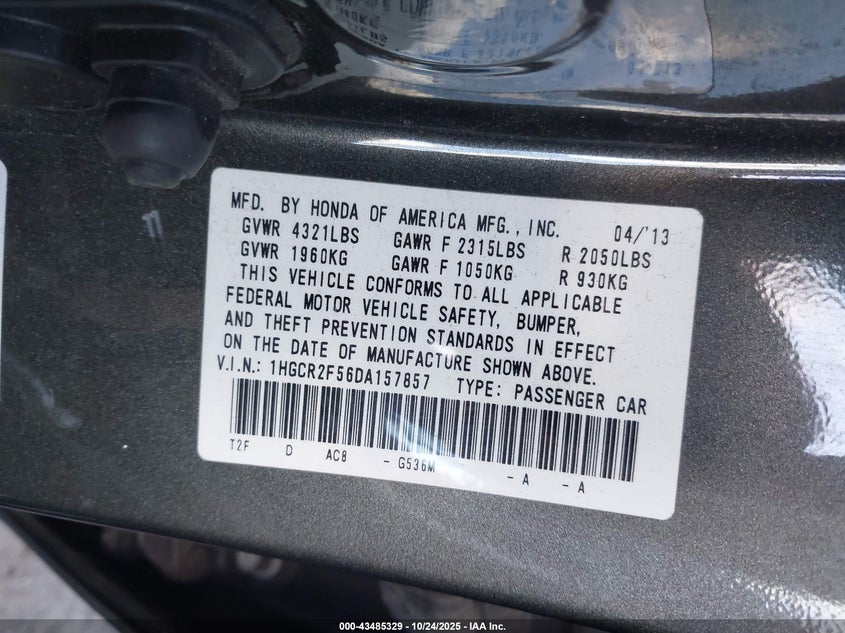 MFD. BY HONDA OF AMERICA MFG., INC. 04/'13
GVWR 4321LBS GAWR F 2315LBS R 2050LBS
GVWR 1960KG GAWR F 1050KG R 930KG
THIS VEHICLE CONFORMS TO ALL APPLICABLE
FEDERAL MOTOR VEHICLE SAFETY, BUMPER,
AND THEFT PREVENTION STANDARDS IN EFFECT
ON THE DATE OF MANUFACTURE SHOWN ABOVE.
V.I.N.: 1HGCR2F56DA157857 TYPE: PASSENGER CAR
T2F D AC8 - G536M - A - A
000-43485329 - 10/24/2025 - IAA Inc.